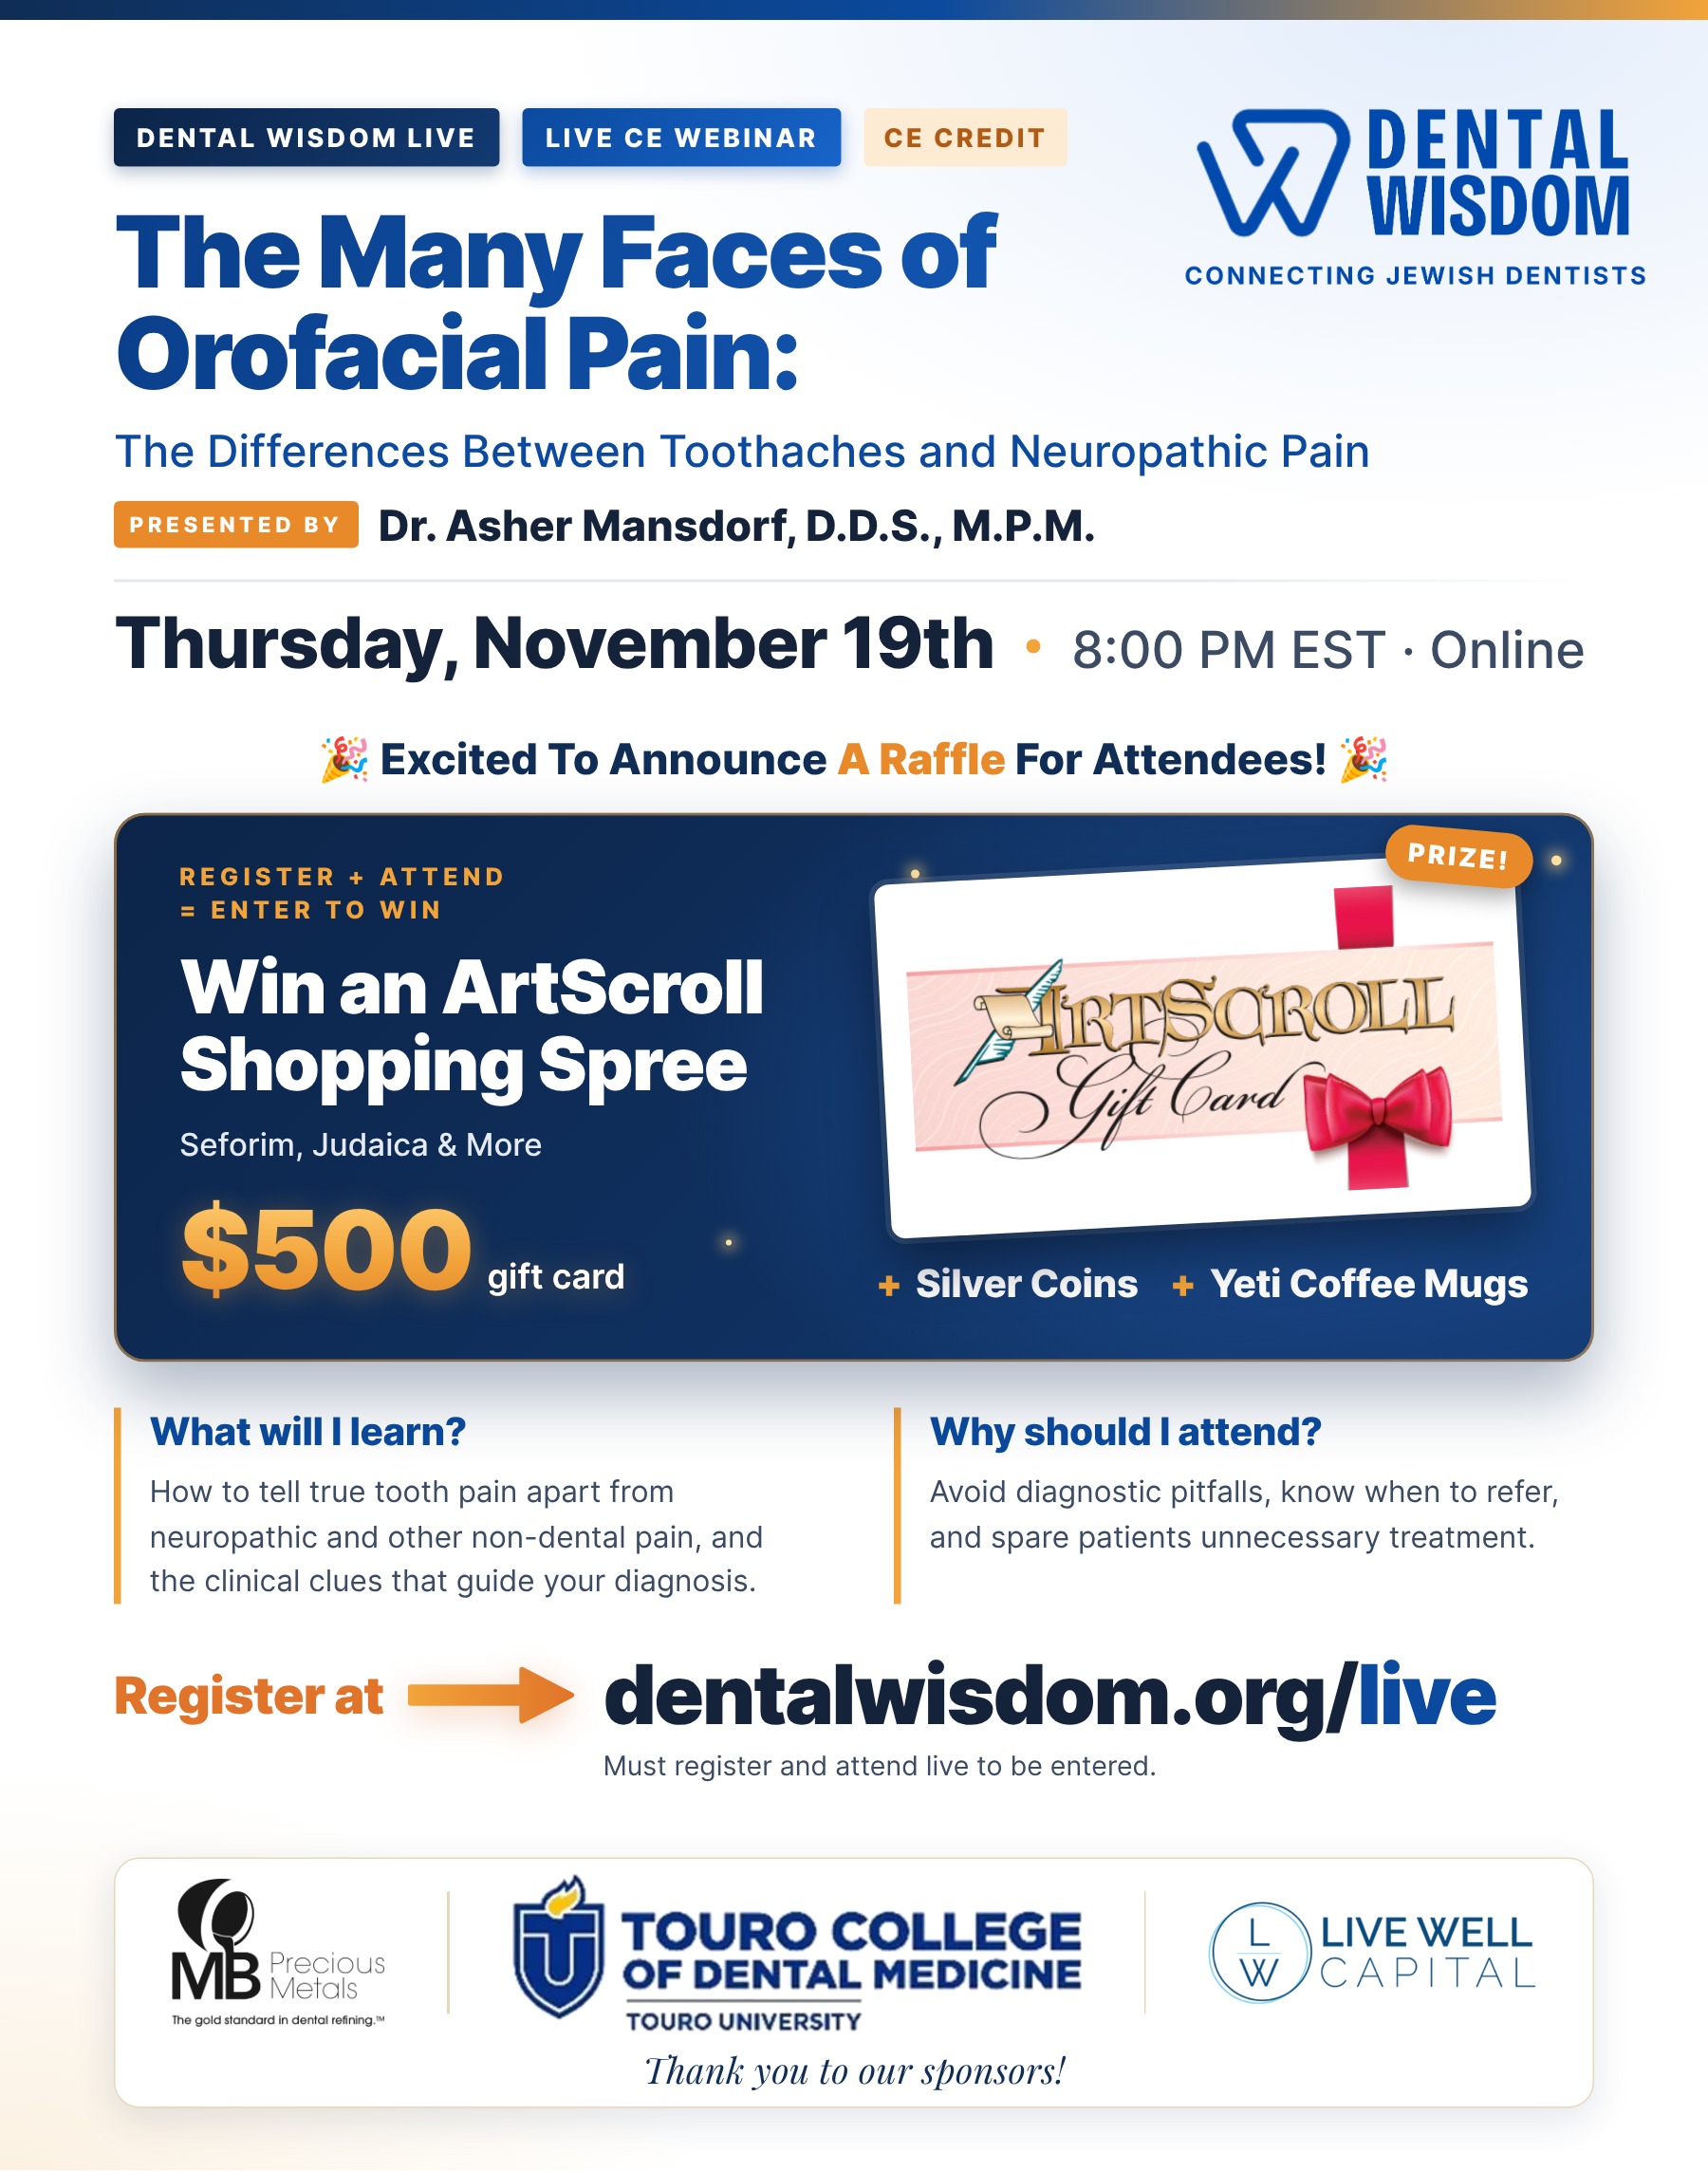 DENTAL WISDOM LIVE
LIVE CE WEBINAR
CE CREDIT
DENTAL
WISDOM
CONNECTING JEWISH DENTISTS
The Many Faces of
Orofacial Pain:
The Differences Between Toothaches and Neuropathic Pain
PRESENTED BY Dr. Asher Mansdorf, D.D.S., M.P.M.
Thursday, November 19th • 8:00 PM EST · Online
🎉 Excited To Announce A Raffle For Attendees! 🎉
REGISTER + ATTEND
= ENTER TO WIN
Win an ArtScroll
Shopping Spree
Seforim, Judaica & More
$500 gift card
PRIZE!
ARTSCROLL
Gift Card
+ Silver Coins + Yeti Coffee Mugs
What will I learn?
How to tell true tooth pain apart from
neuropathic and other non-dental pain, and
the clinical clues that guide your diagnosis.
Why should I attend?
Avoid diagnostic pitfalls, know when to refer,
and spare patients unnecessary treatment.
Register at dentalwisdom.org/live
Must register and attend live to be entered.
MB Precious
Metals
The gold standard in dental refining.™
TOURO COLLEGE
OF DENTAL MEDICINE
TOURO UNIVERSITY
L
W
LIVE WELL
CAPITAL
Thank you to our sponsors!